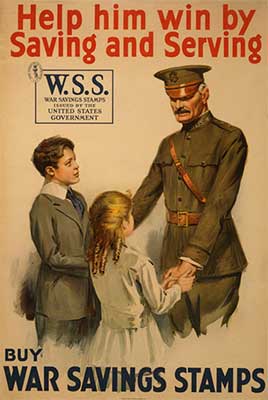 Help him win by
Saving and Serving
W.S.S.
WAR SAVINGS STAMPS
ISSUED BY THE
UNITED STATES
GOVERNMENT
BUY
WAR SAVINGS STAMPS